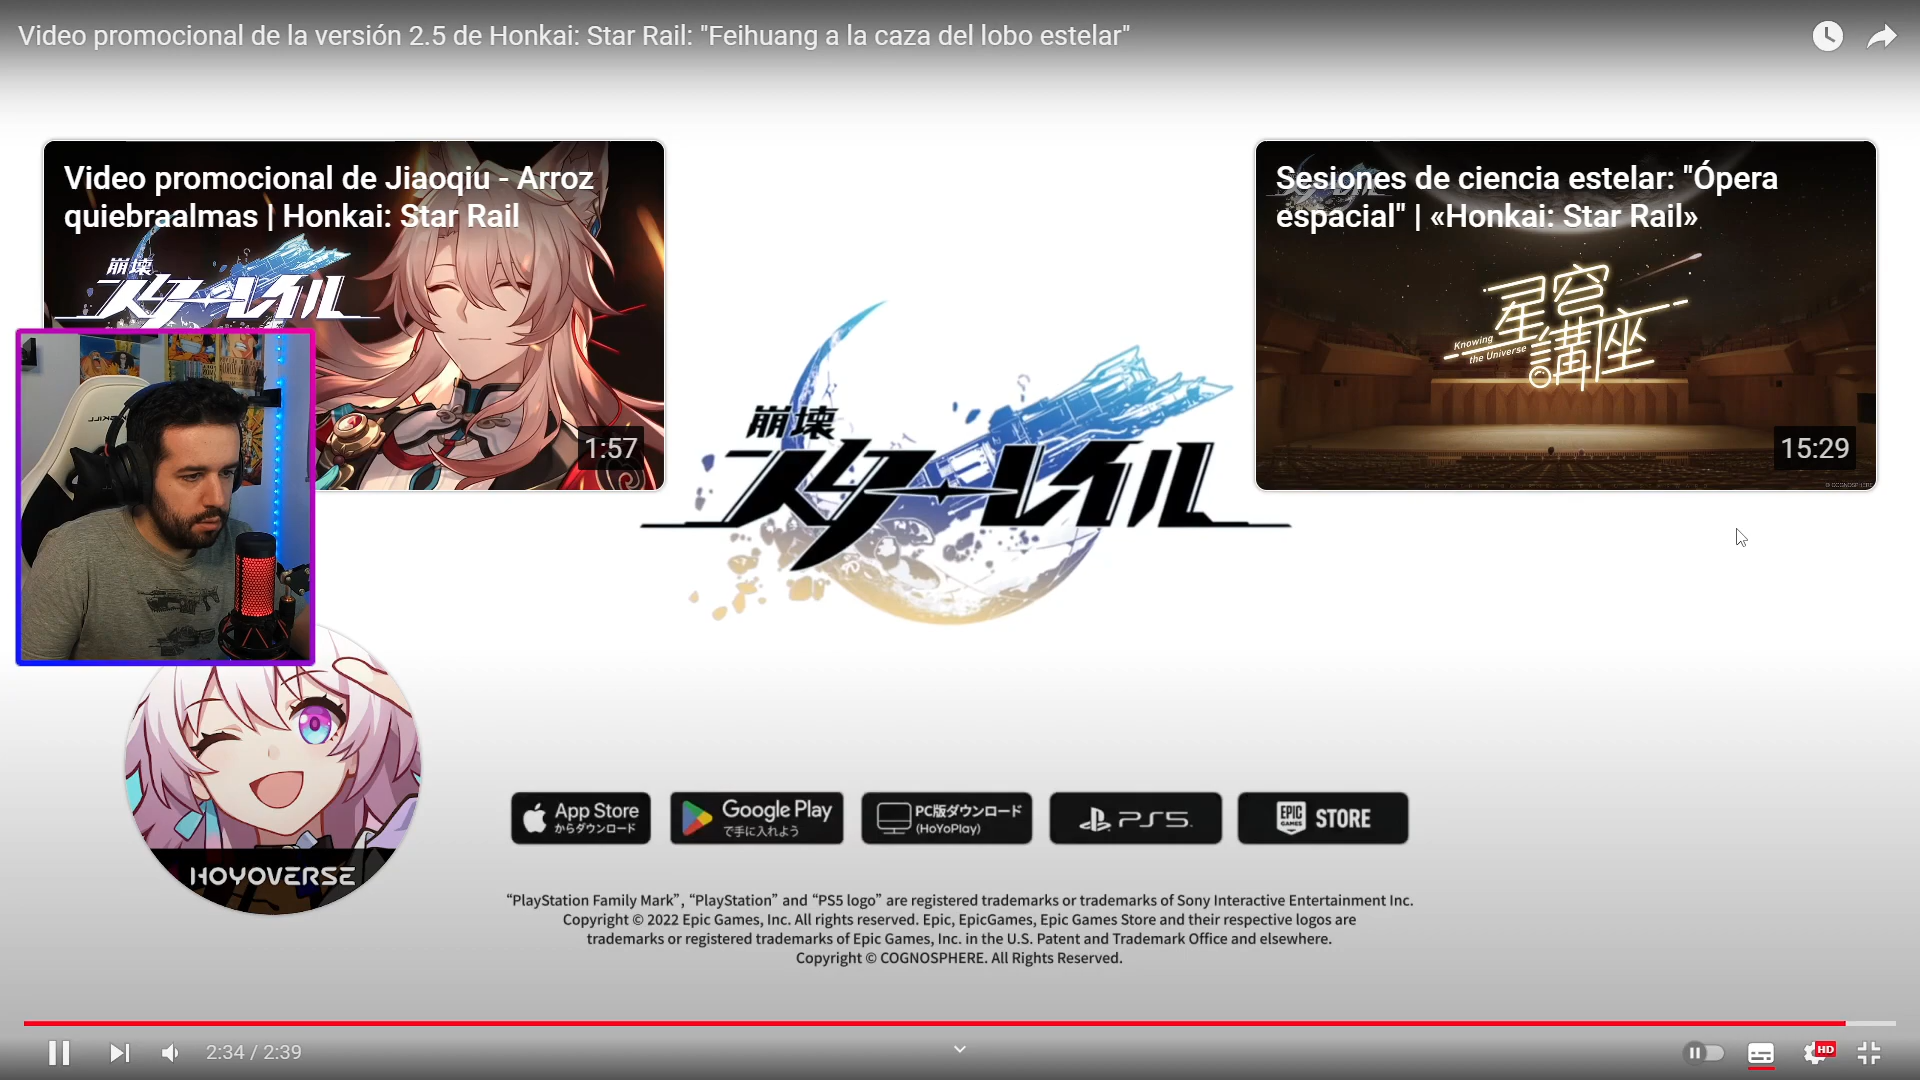 Video promocional de la versión 2.5 de Honkai: Star Rail: "Feihuang a la caza del lobo estelar"
Video promocional de Jiaoqiu - Arroz
quiebraalmas | Honkai: Star Rail
崩壊
スターレイル
1:57
Sesiones de ciencia estelar: "Ópera
espacial" | «Honkai: Star Rail»
星穹
Knowing
the Universe
講座
15:29
崩壊
スターレイル
HOYOVERSE
App Store
からダウンロード
Google Play
で手に入れよう
PC版ダウンロード
(HoYoPlay)
PS5
EPIC
GAMES
STORE
“PlayStation Family Mark”, “PlayStation” and “PS5 logo” are registered trademarks or trademarks of Sony Interactive Entertainment Inc.
Copyright © 2022 Epic Games, Inc. All rights reserved. Epic, EpicGames, Epic Games Store and their respective logos are
trademarks or registered trademarks of Epic Games, Inc. in the U.S. Patent and Trademark Office and elsewhere.
Copyright © COGNOSPHERE. All Rights Reserved.
2:34 / 2:39
HD